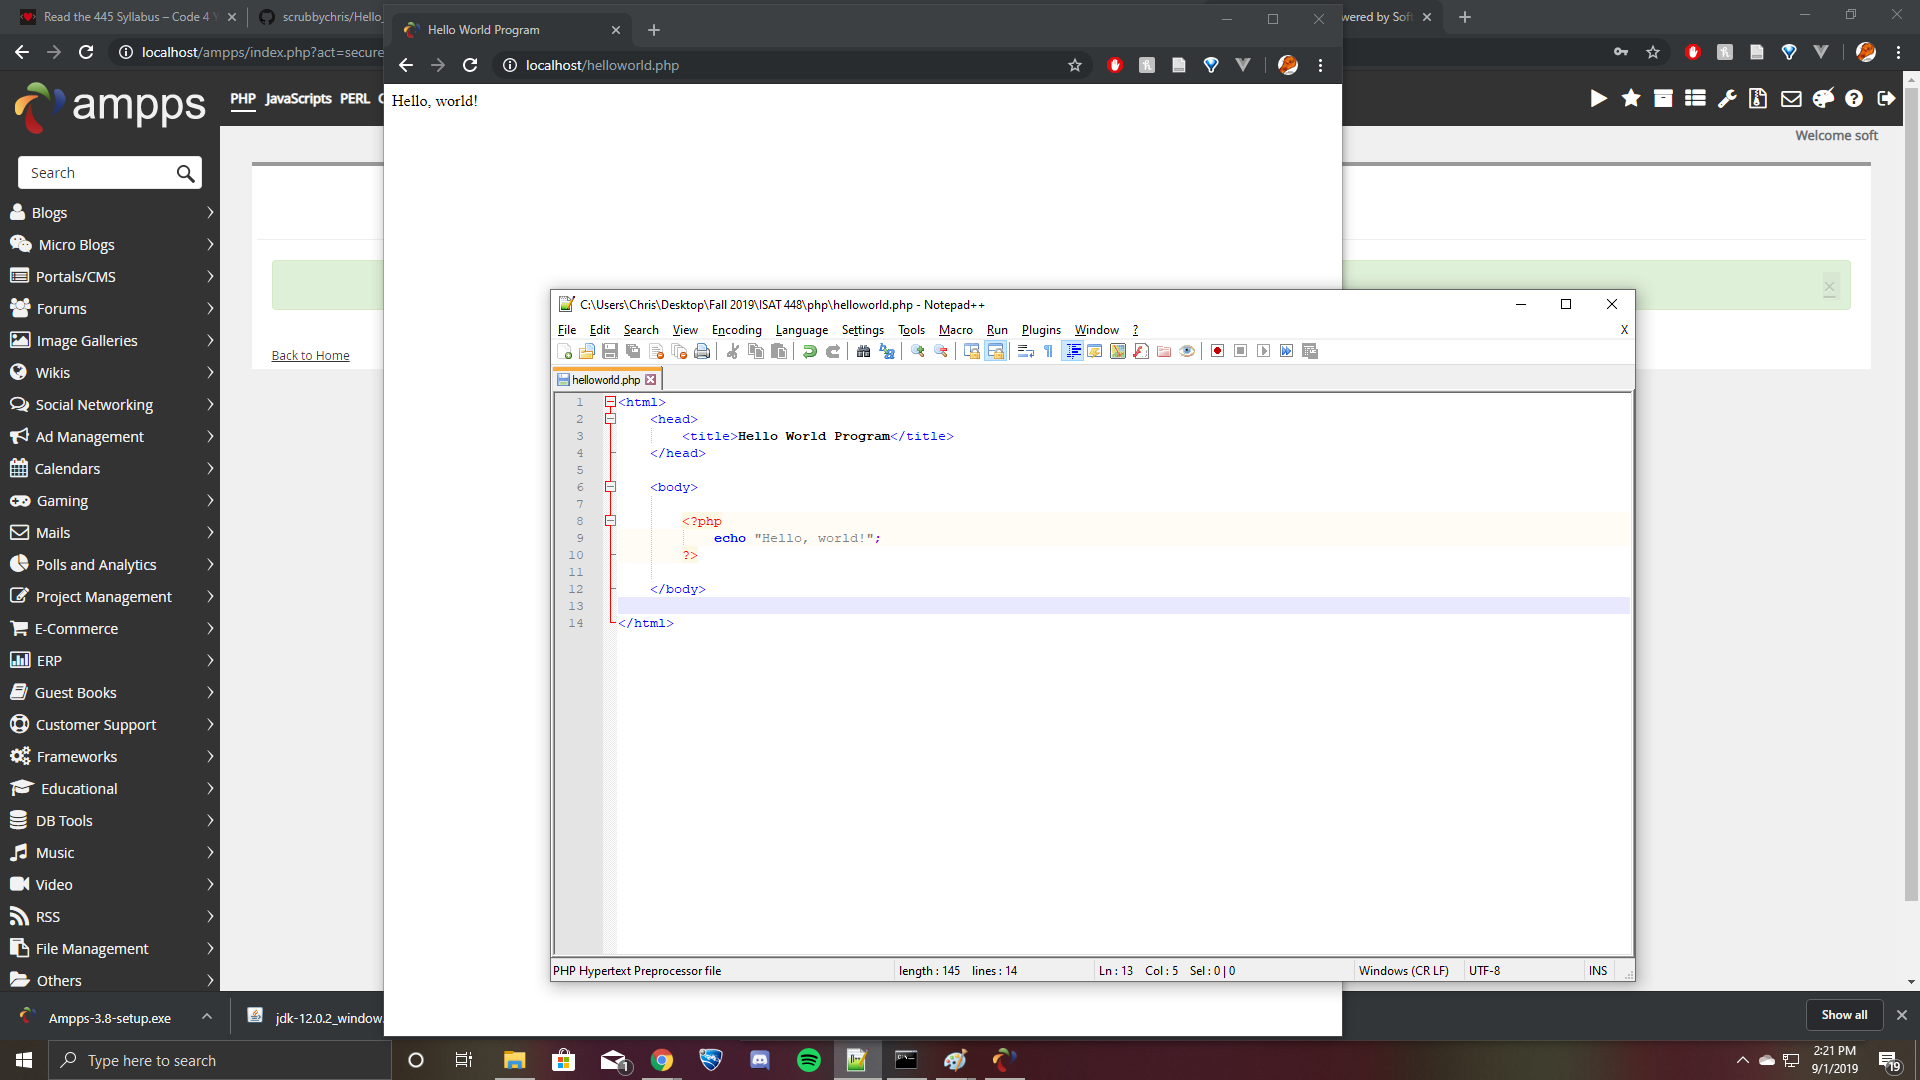 Read the 445 Syllabus – Code 4 Y
scrubbychris/Hello_
wered by Soft
localhost/ampps/index.php?act=secure
Hello World Program
localhost/helloworld.php
Hello, world!
ampps
PHP JavaScripts PERL
Welcome soft
Search
Blogs
Micro Blogs
Portals/CMS
Forums
Image Galleries
Wikis
Social Networking
Ad Management
Calendars
Gaming
Mails
Polls and Analytics
Project Management
E-Commerce
ERP
Guest Books
Customer Support
Frameworks
Educational
DB Tools
Music
Video
RSS
File Management
Others
Back to Home
C:\Users\Chris\Desktop\Fall 2019\ISAT 448\php\helloworld.php - Notepad++
File Edit Search View Encoding Language Settings Tools Macro Run Plugins Window ? X
helloworld.php
1 <html>
2 <head>
3 <title>Hello World Program</title>
4 </head>
5
6 <body>
7
8 <?php
9 echo "Hello, world!";
10 ?>
11
12 </body>
13
14 </html>
PHP Hypertext Preprocessor file length : 145 lines : 14 Ln : 13 Col : 5 Sel : 0 | 0 Windows (CR LF) UTF-8 INS
Ampps-3.8-setup.exe
jdk-12.0.2_window
Show all
Type here to search
1
2:21 PM
9/1/2019
19